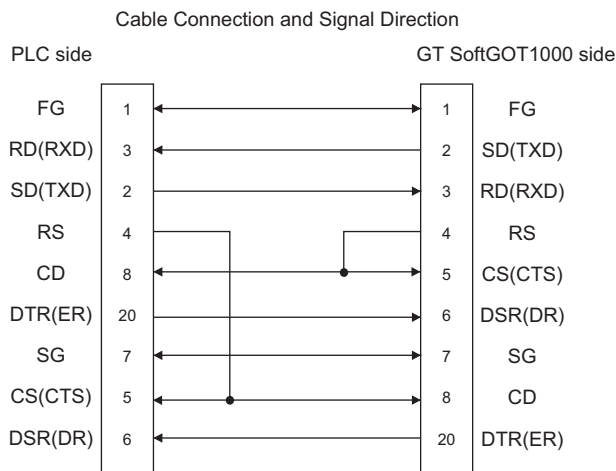 Cable Connection and Signal Direction
PLC side GT SoftGOT1000 side
FG 1 1 FG
RD(RXD) 3 2 SD(TXD)
SD(TXD) 2 3 RD(RXD)
RS 4 4 RS
CD 8 5 CS(CTS)
DTR(ER) 20 6 DSR(DR)
SG 7 7 SG
CS(CTS) 5 8 CD
DSR(DR) 6 20 DTR(ER)